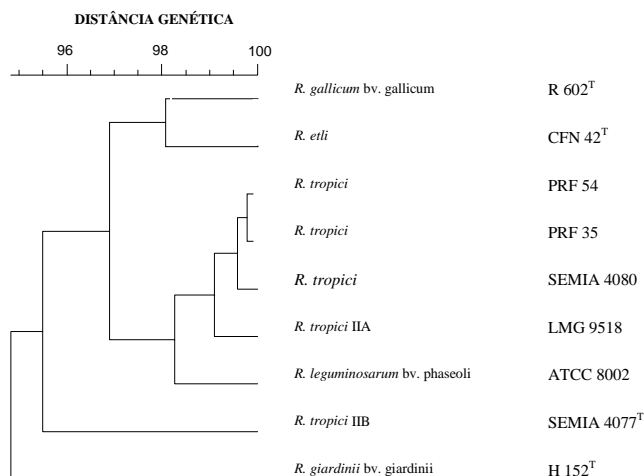 DISTÂNCIA GENÉTICA
96 98 100
R. gallicum bv. gallicum R 602T
R. etli CFN 42T
R. tropici PRF 54
R. tropici PRF 35
R. tropici SEMIA 4080
R. tropici IIA LMG 9518
R. leguminosarum bv. phaseoli ATCC 8002
R. tropici IIB SEMIA 4077T
R. giardinii bv. giardinii H 152T